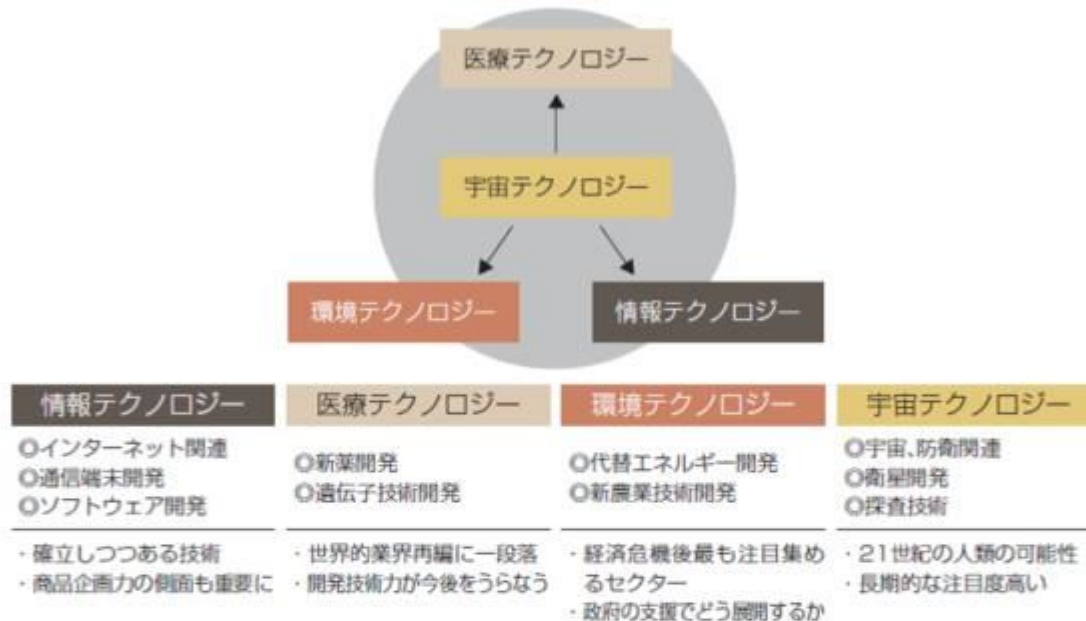 医療テクノロジー
宇宙テクノロジー
環境テクノロジー
情報テクノロジー
情報テクノロジー
◎インターネット関連
◎通信端末開発
◎ソフトウェア開発
・確立しつつある技術
・商品企画力の側面も重要に
医療テクノロジー
◎新薬開発
◎遺伝子技術開発
・世界的業界再編に一段落
・開発技術力が今後をうらなう
環境テクノロジー
◎代替エネルギー開発
◎新農業技術開発
・経済危機後最も注目集め
るセクター
・政府の支援でどう展開するか
宇宙テクノロジー
◎宇宙、防衛関連
◎衛星開発
◎探査技術
・21世紀の人類の可能性
・長期的な注目度高い